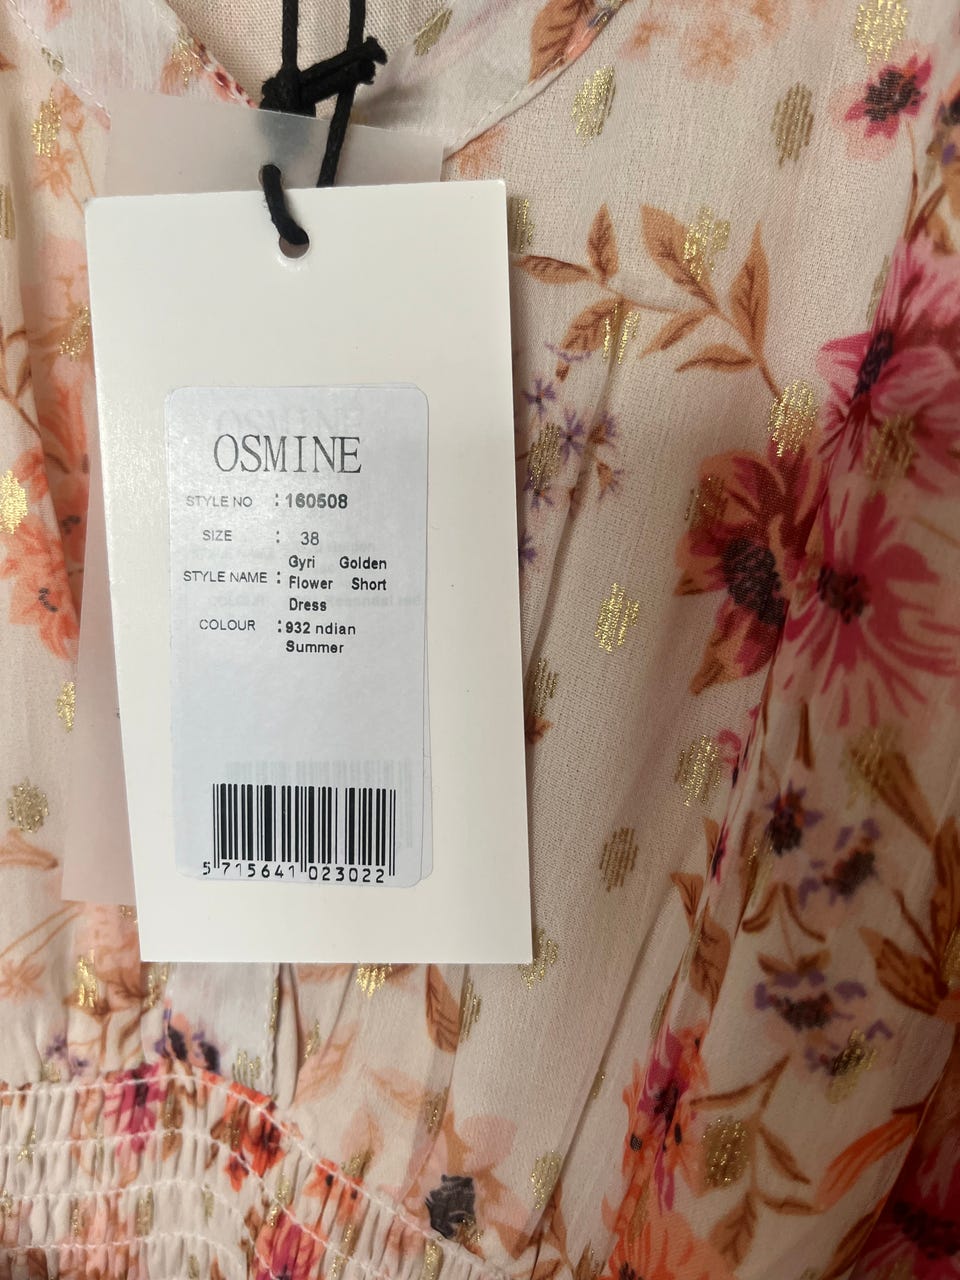 OSMINE
STYLE NO : 160508
SIZE : 38
STYLE NAME : Gyri Golden
Flower Short
Dress
COLOUR : 932 ndian
Summer
5 715641 023022